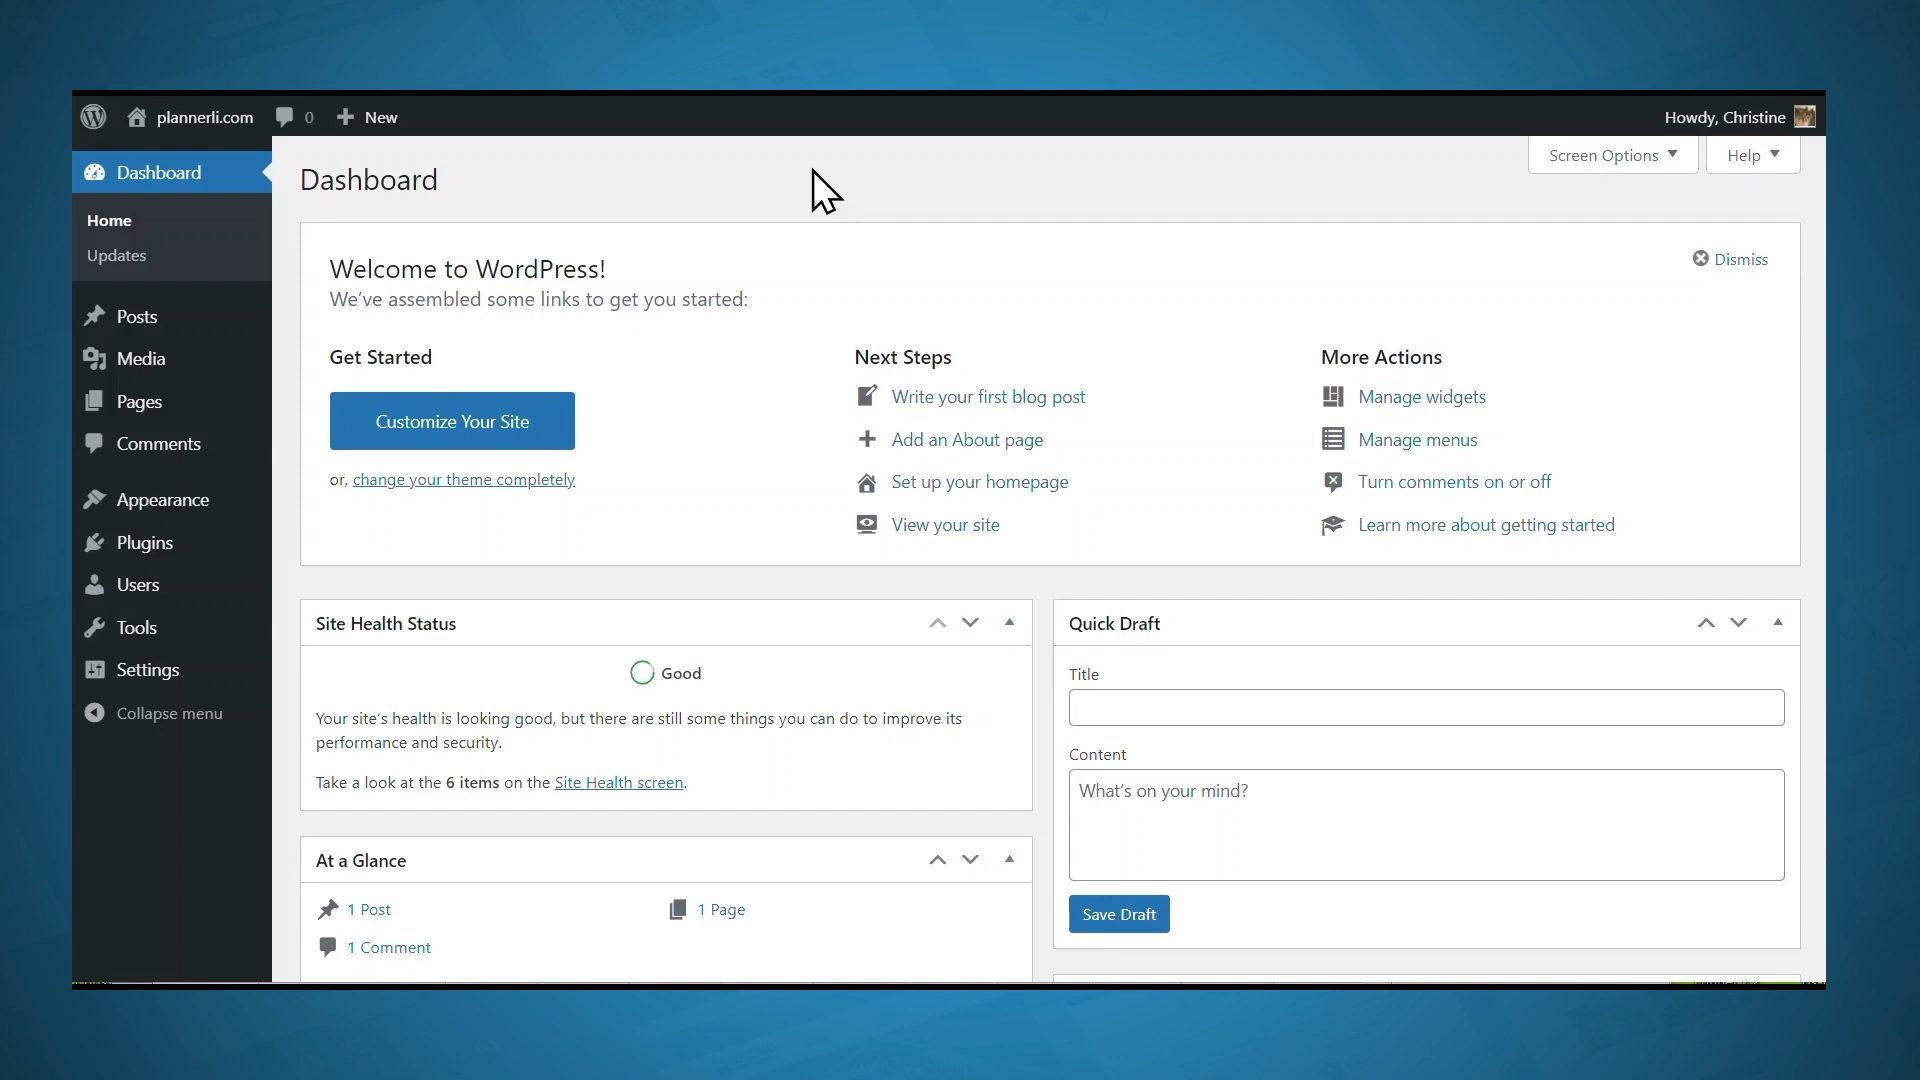 plannerli.com 0 New Howdy, Christine
Dashboard
Home
Updates
Posts
Media
Pages
Comments
Appearance
Plugins
Users
Tools
Settings
Collapse menu
Screen Options Help
Dashboard
Welcome to WordPress!
Dismiss
We've assembled some links to get you started:
Get Started
Customize Your Site
or, change your theme completely
Next Steps
Write your first blog post
Add an About page
Set up your homepage
View your site
More Actions
Manage widgets
Manage menus
Turn comments on or off
Learn more about getting started
Site Health Status
Good
Your site's health is looking good, but there are still some things you can do to improve its
performance and security.
Take a look at the 6 items on the Site Health screen.
At a Glance
1 Post
1 Page
1 Comment
Quick Draft
Title
Content
What's on your mind?
Save Draft